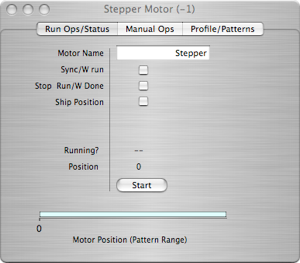 Stepper Motor (-1)
Run Ops/Status Manual Ops Profile/Patterns
Motor Name Stepper
Sync/W run
Stop Run/W Done
Ship Position
Running? --
Position 0
Start
0
Motor Position (Pattern Range)